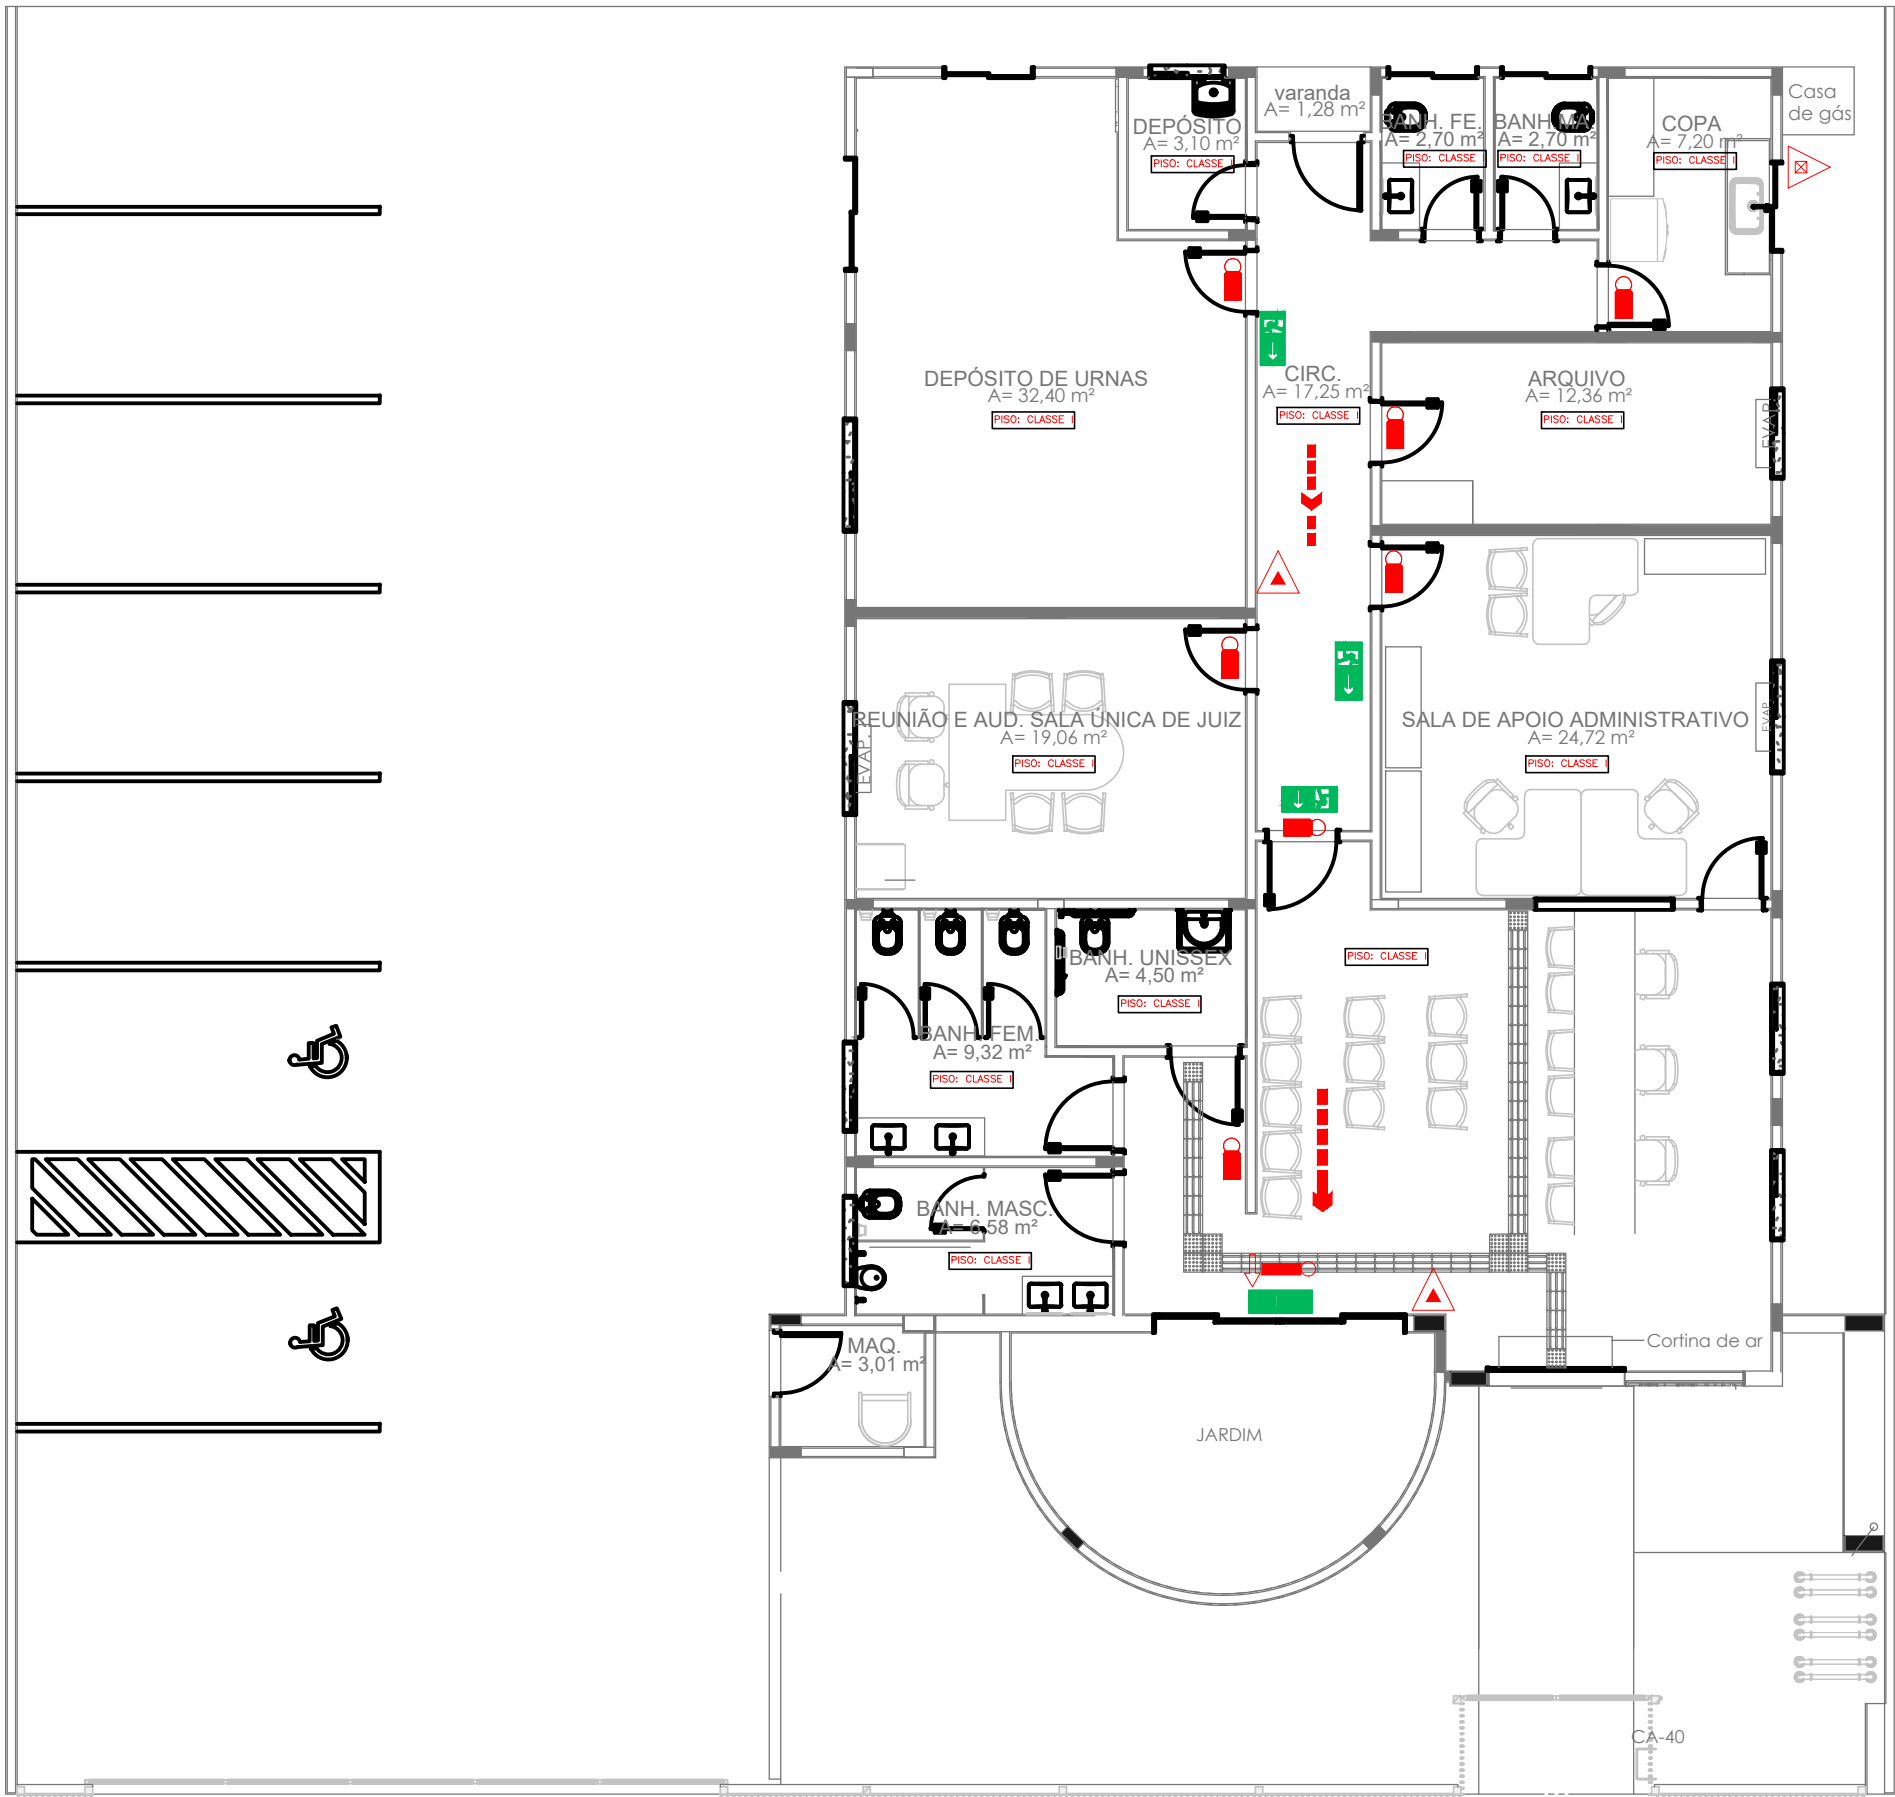 varanda
A= 1,28 m²
Casa
de gás
DEPÓSITO
A= 3,10 m²
PISO: CLASSE I
BANH. FE.
A= 2,70 m²
PISO: CLASSE I
BANH MA.
A= 2,70 m²
PISO: CLASSE I
COPA
A= 7,20 m²
PISO: CLASSE I
DEPÓSITO DE URNAS
A= 32,40 m²
PISO: CLASSE I
CIRC.
A= 17,25 m²
PISO: CLASSE I
ARQUIVO
A= 12,36 m²
PISO: CLASSE I
EVAP.
REUNIÃO E AUD. SALA ÚNICA DE JUIZ
A= 19,06 m²
PISO: CLASSE I
EVAP.
SALA DE APOIO ADMINISTRATIVO
A= 24,72 m²
PISO: CLASSE I
EVAP.
BANH. UNISSEX
A= 4,50 m²
PISO: CLASSE I
PISO: CLASSE I
BANH. FEM.
A= 9,32 m²
PISO: CLASSE I
BANH. MASC.
A= 6,58 m²
PISO: CLASSE I
MAQ.
A= 3,01 m²
Cortina de ar
JARDIM
CA-40